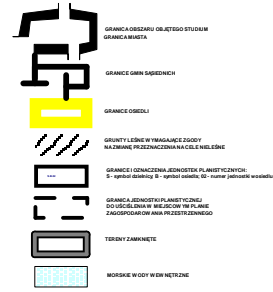 GRANICA OBSZARU OBJĘTEGO STUDIUM
GRANICA MIASTA
GRANICE GMIN SĄSIEDNICH
GRANICE OSIEDLI
GRUNTY LEŚNE WYMAGAJĄCE ZGODY
NA ZMIANĘ PRZEZNACZENIA NA CELE NIELEŚNE
GRANICE I OZNACZENIA JEDNOSTEK PLANISTYCZNYCH:
S - symbol dzielnicy, B - symbol osiedla, 02 - numer jednostki w osiedlu
GRANICA JEDNOSTKI PLANISTYCZNEJ
DO UŚCIŚLENIA W MIEJSCOWYM PLANIE
ZAGOSPODAROWANIA PRZESTRZENNEGO
TERENY ZAMKNIĘTE
MORSKIE WODY WEWNĘTRZNE